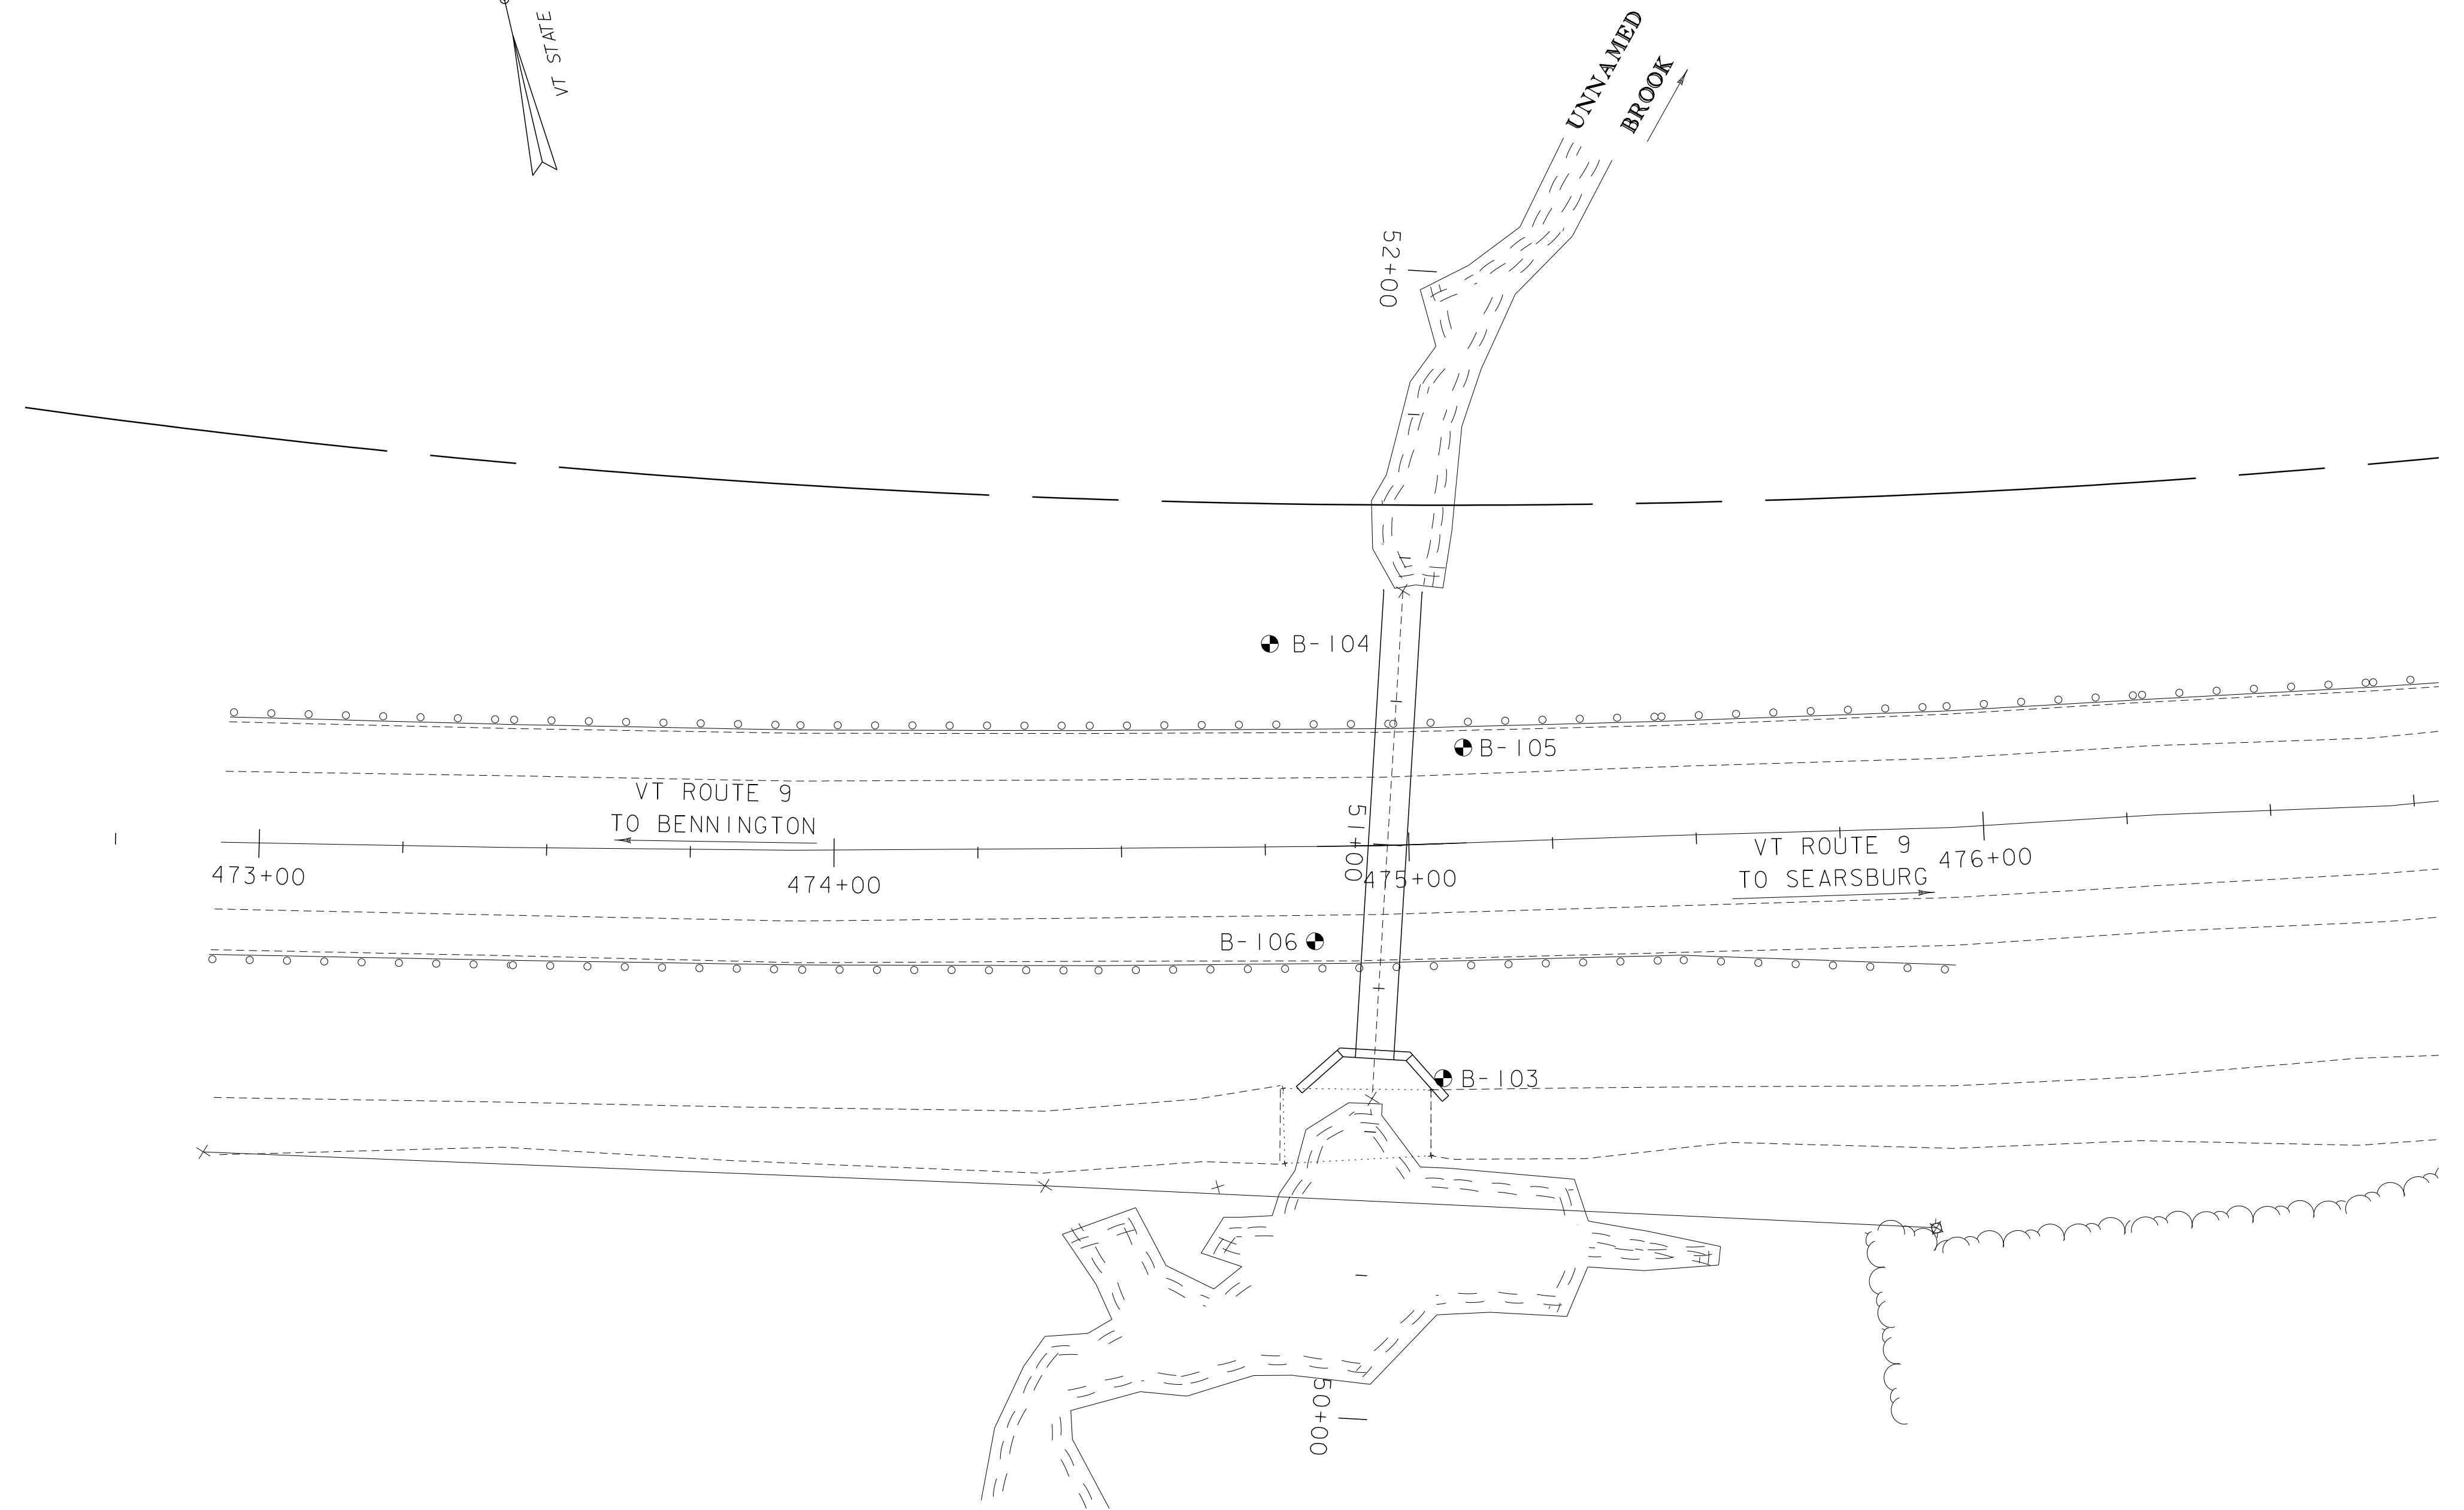 VT STATE
UNNAMED
BROOK
52+00
B-104
B-105
VT ROUTE 9
TO BENNINGTON
51+00
VT ROUTE 9
TO SEARSBURG
473+00
474+00
475+00
476+00
B-106
B-103
50+00